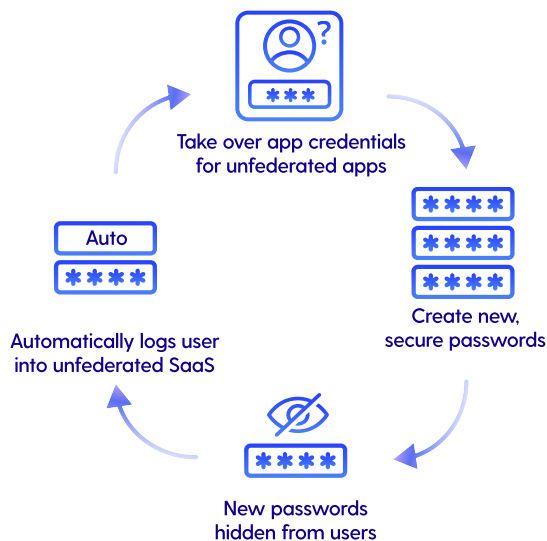 ?
***
Take over app credentials
for unfederated apps
****
****
****
Create new,
secure passwords
****
New passwords
hidden from users
Auto
****
Automatically logs user
into unfederated SaaS